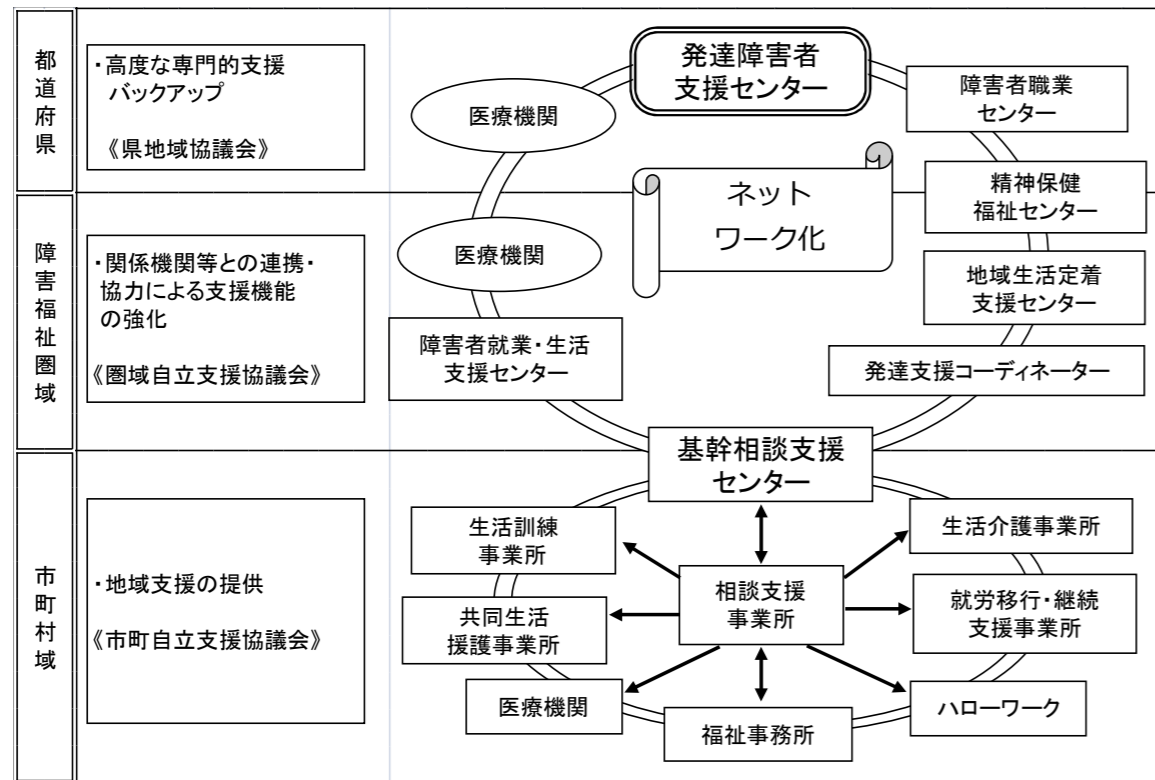 都道府県
・高度な専門的支援
バックアップ
《県地域協議会》
発達障害者
支援センター
医療機関
障害者職業
センター
ネット
ワーク化
精神保健
福祉センター
障害福祉圏域
・関係機関等との連携・
協力による支援機能
の強化
《圏域自立支援協議会》
医療機関
地域生活定着
支援センター
障害者就業・生活
支援センター
発達支援コーディネーター
基幹相談支援
センター
市町村域
・地域支援の提供
《市町自立支援協議会》
生活訓練
事業所
生活介護事業所
相談支援
事業所
共同生活
援護事業所
就労移行・継続
支援事業所
医療機関
福祉事務所
ハローワーク